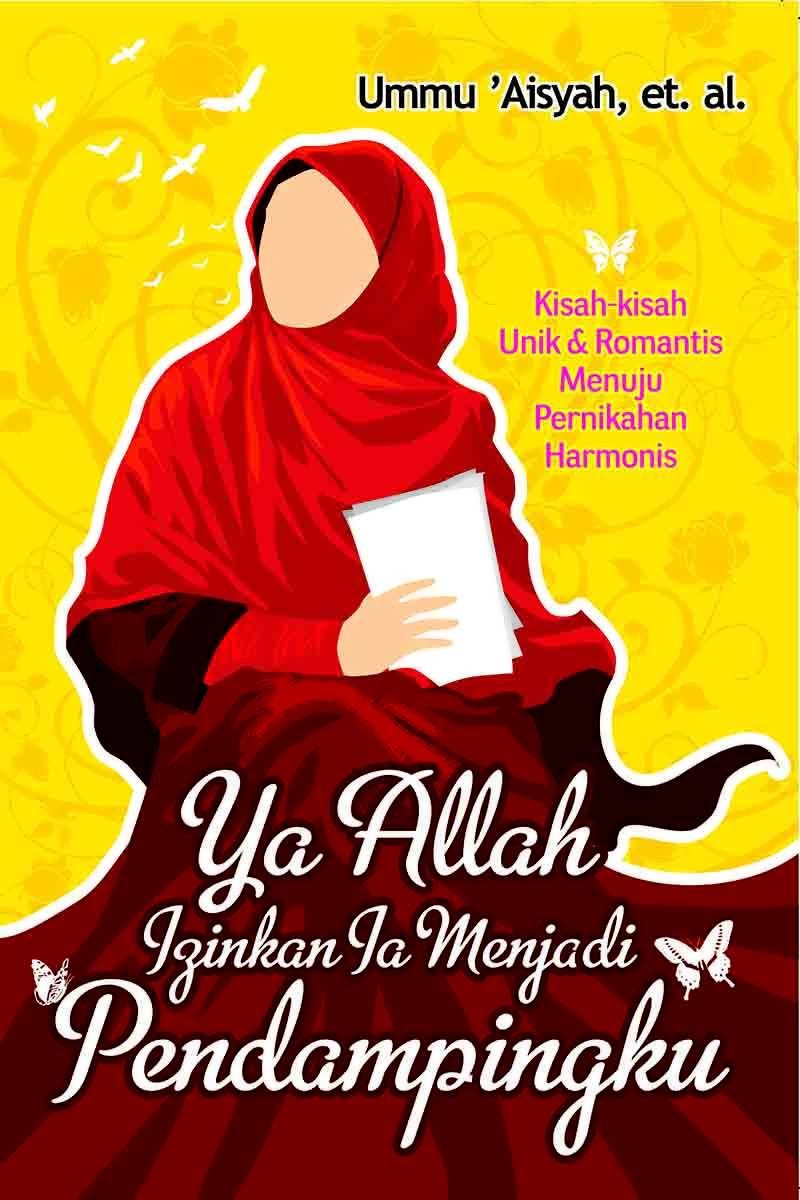 Ummu 'Aisyah, et. al.
Kisah-kisah
Unik & Romantis
Menuju
Pernikahan
Harmonis
Ya Allah
Izinkan Ia Menjadi
Pendampingku